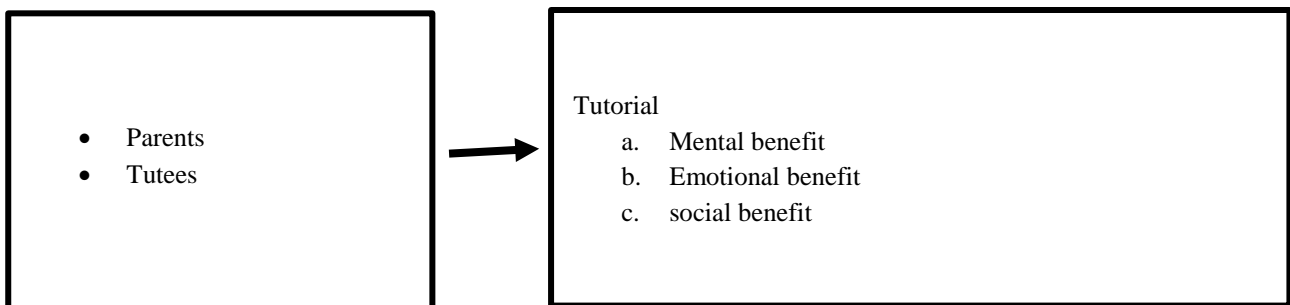 • Parents
• Tutees
Tutorial
a. Mental benefit
b. Emotional benefit
c. social benefit